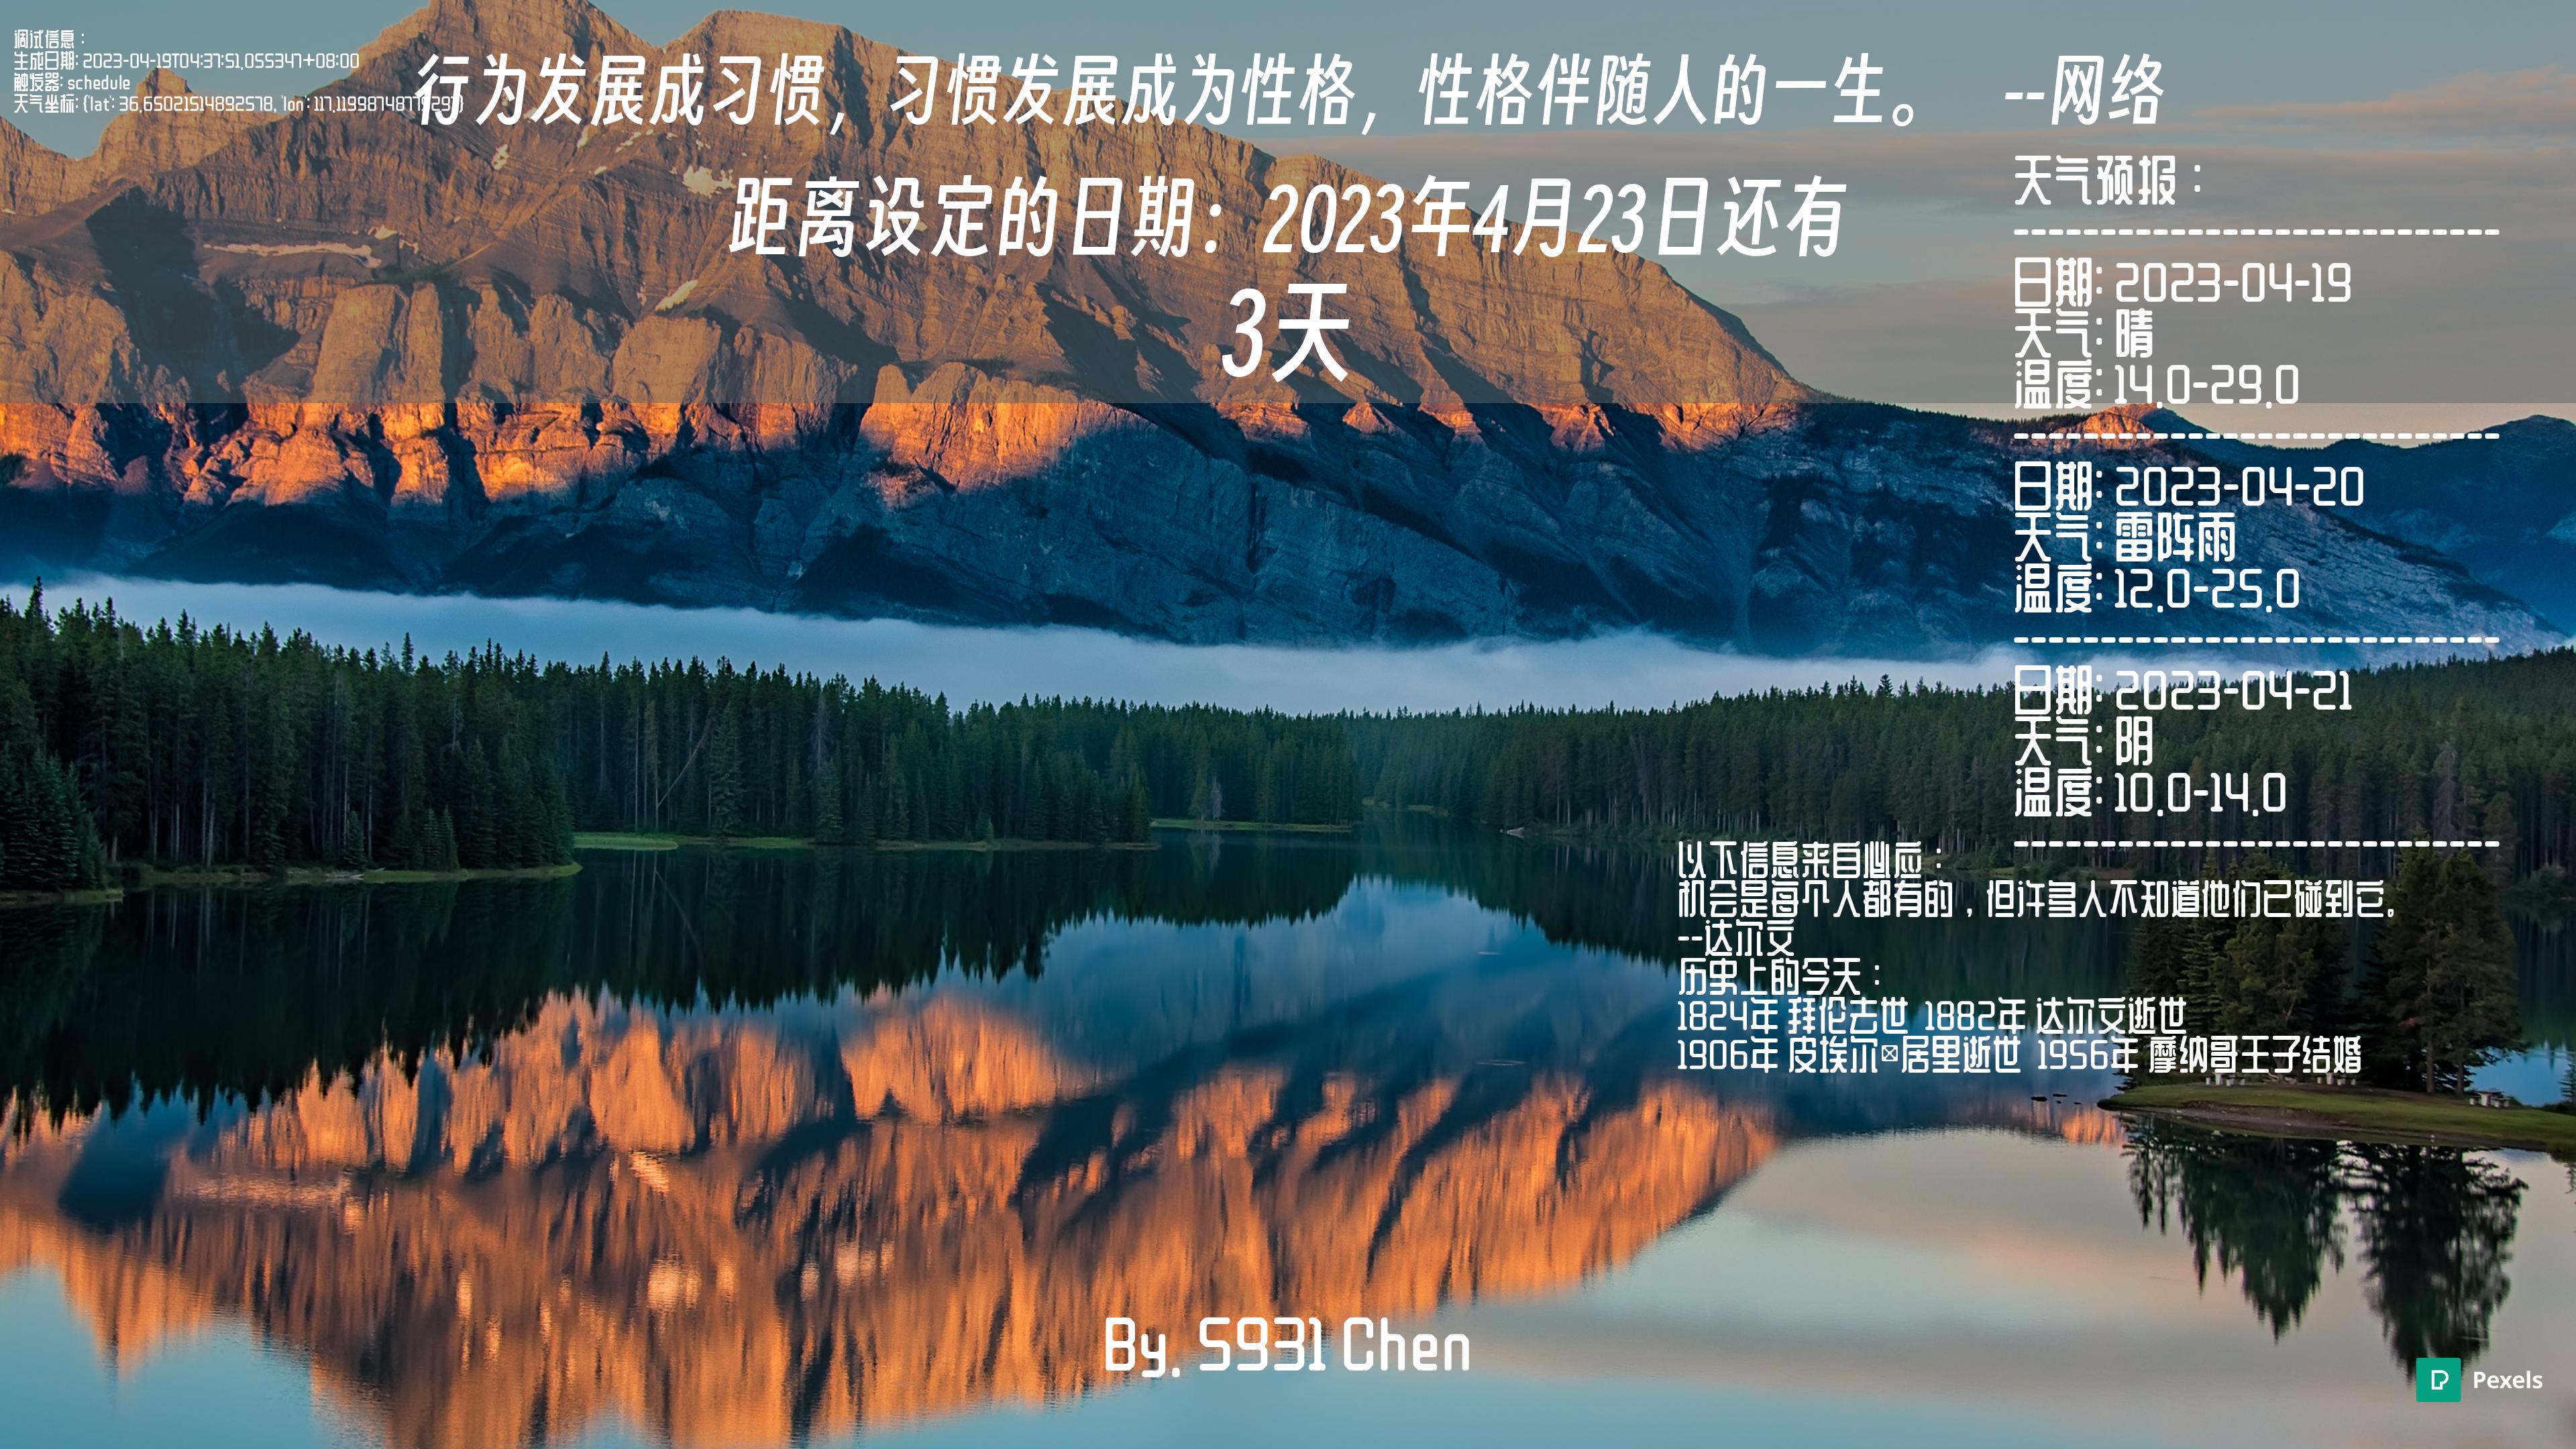 调试信息：
生成日期: 2023-04-19T04:37:51.055347+08:00
触发器: schedule
天气坐标: {'lat': 36.65021514892578, 'lon': 117.11998748779297}
行为发展成习惯，习惯发展成为性格，性格伴随人的一生。 --网络
距离设定的日期：2023年4月23日还有
3天
天气预报：
----------------------------
日期: 2023-04-19
天气: 晴
温度: 14.0-29.0
----------------------------
日期: 2023-04-20
天气: 雷阵雨
温度: 12.0-25.0
----------------------------
日期: 2023-04-21
天气: 阴
温度: 10.0-14.0
----------------------------
以下信息来自必应：
机会是每个人都有的，但许多人不知道他们已碰到它。
--达尔文
历史上的今天：
1824年 拜伦去世 1882年 达尔文逝世
1906年 皮埃尔居里逝世 1956年 摩纳哥王子结婚
By. 5931 Chen
Pexels